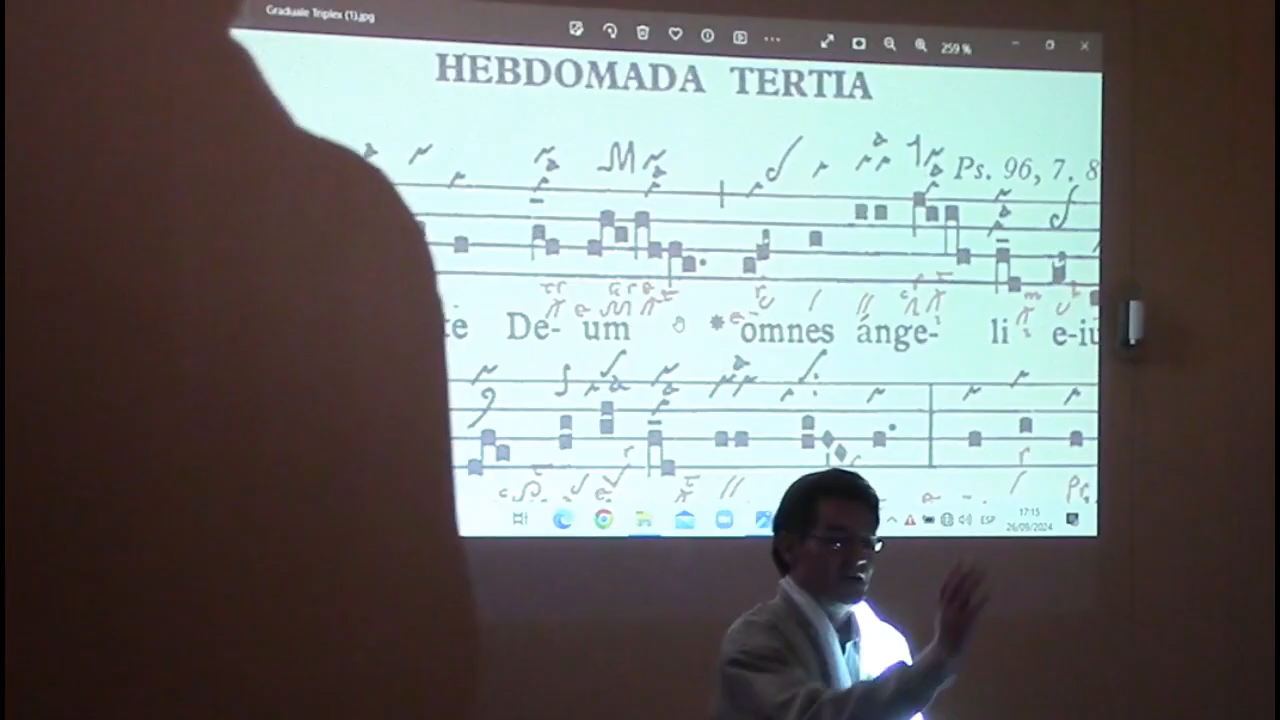 Graduale Triplex (1).jpg
259 %
HEBDOMADA TERTIA
Ps. 96, 7. 8
te De- um * omnes ánge- li e-iu
ESP
17:15
26/09/2024